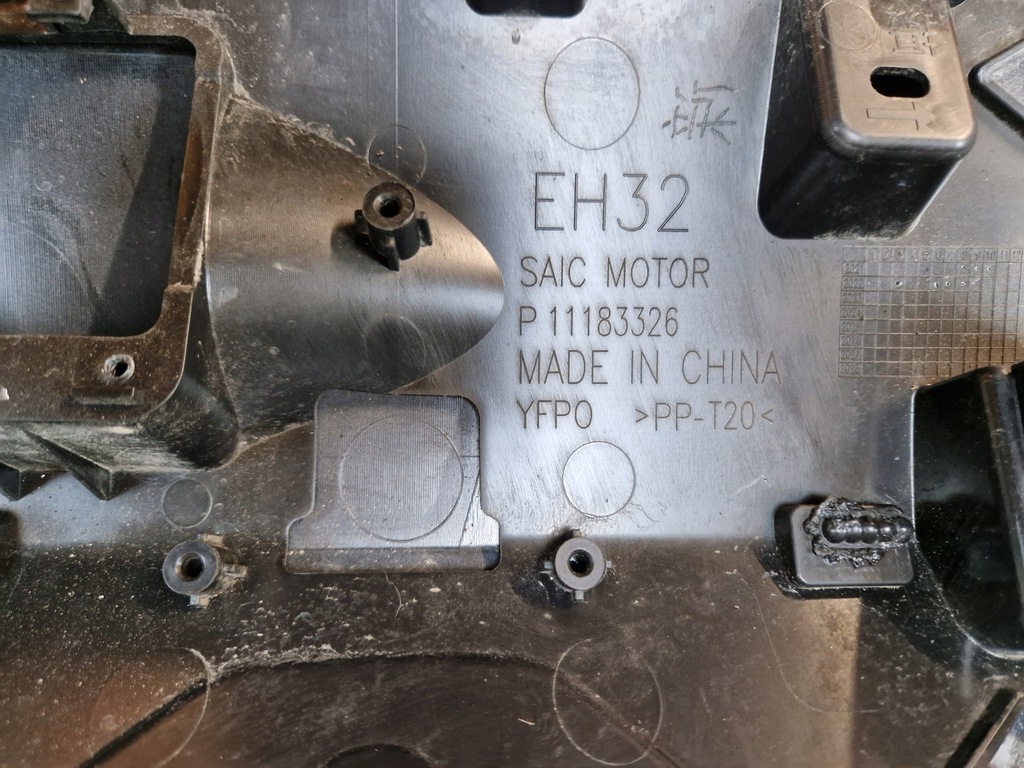 EH32
SAIC MOTOR
P 11183326
MADE IN CHINA
YFPO >PP-T20<